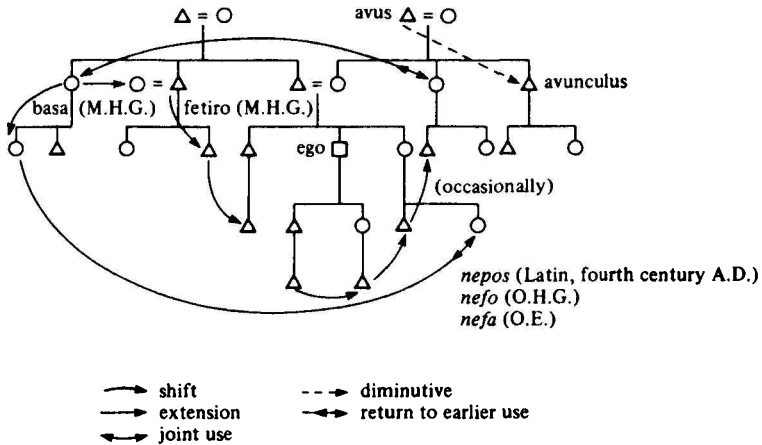 avus
avunculus
basa (M.H.G.) fetiro (M.H.G.)
ego
(occasionally)
nepos (Latin, fourth century A.D.)
nefo (O.H.G.)
nefa (O.E.)
shift
extension
joint use
diminutive
return to earlier use